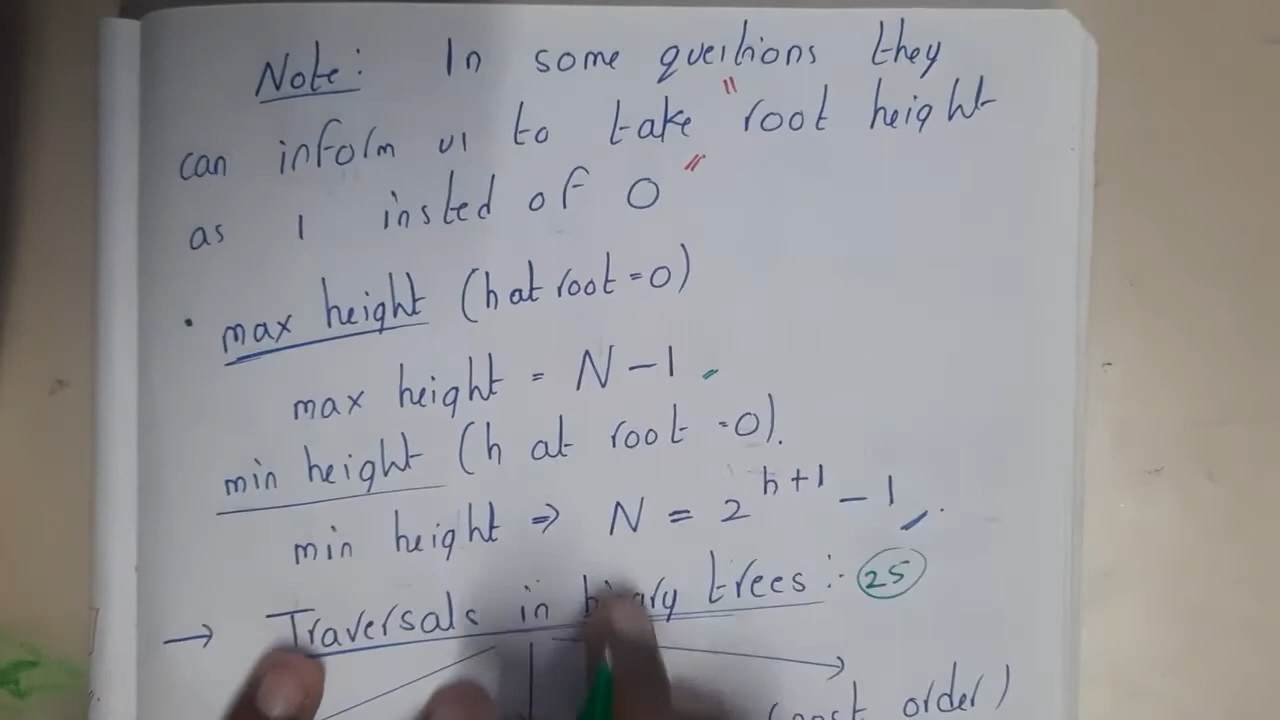 Note: In some queitions they
can inform us to take "root height
as 1 insted of 0"
• max height (h at root = 0)
max height = N - 1
min height (h at root = 0).
min height ⇒ N = 2^(h+1) - 1
→ Traversals in binary trees :- 25
order)